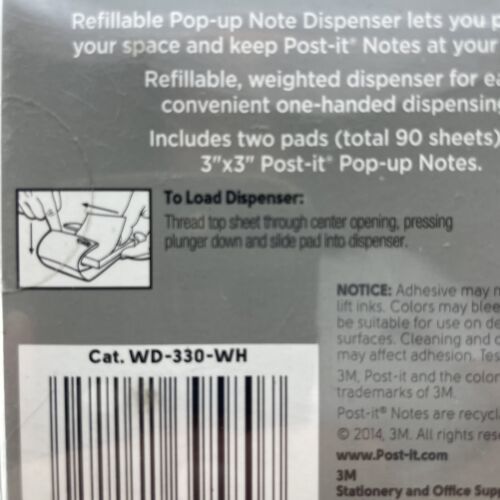 Refillable Pop-up Note Dispenser lets you
your space and keep Post-it® Notes at your
Refillable, weighted dispenser for
convenient one-handed dispensing
Includes two pads (total 90 sheets)
3"x3" Post-it® Pop-up Notes.
To Load Dispenser:
Thread top sheet through center opening, pressing
plunger down and slide pad into dispenser.
NOTICE: Adhesive may
lift inks. Colors may
be suitable for use on
surfaces. Cleaning and
may affect adhesion.
Cat. WD-330-WH
3M, Post-it and the color
trademarks of 3M.
Post-it® Notes are
© 2014, 3M. All rights
www.Post-it.com
3M
Stationery and Office